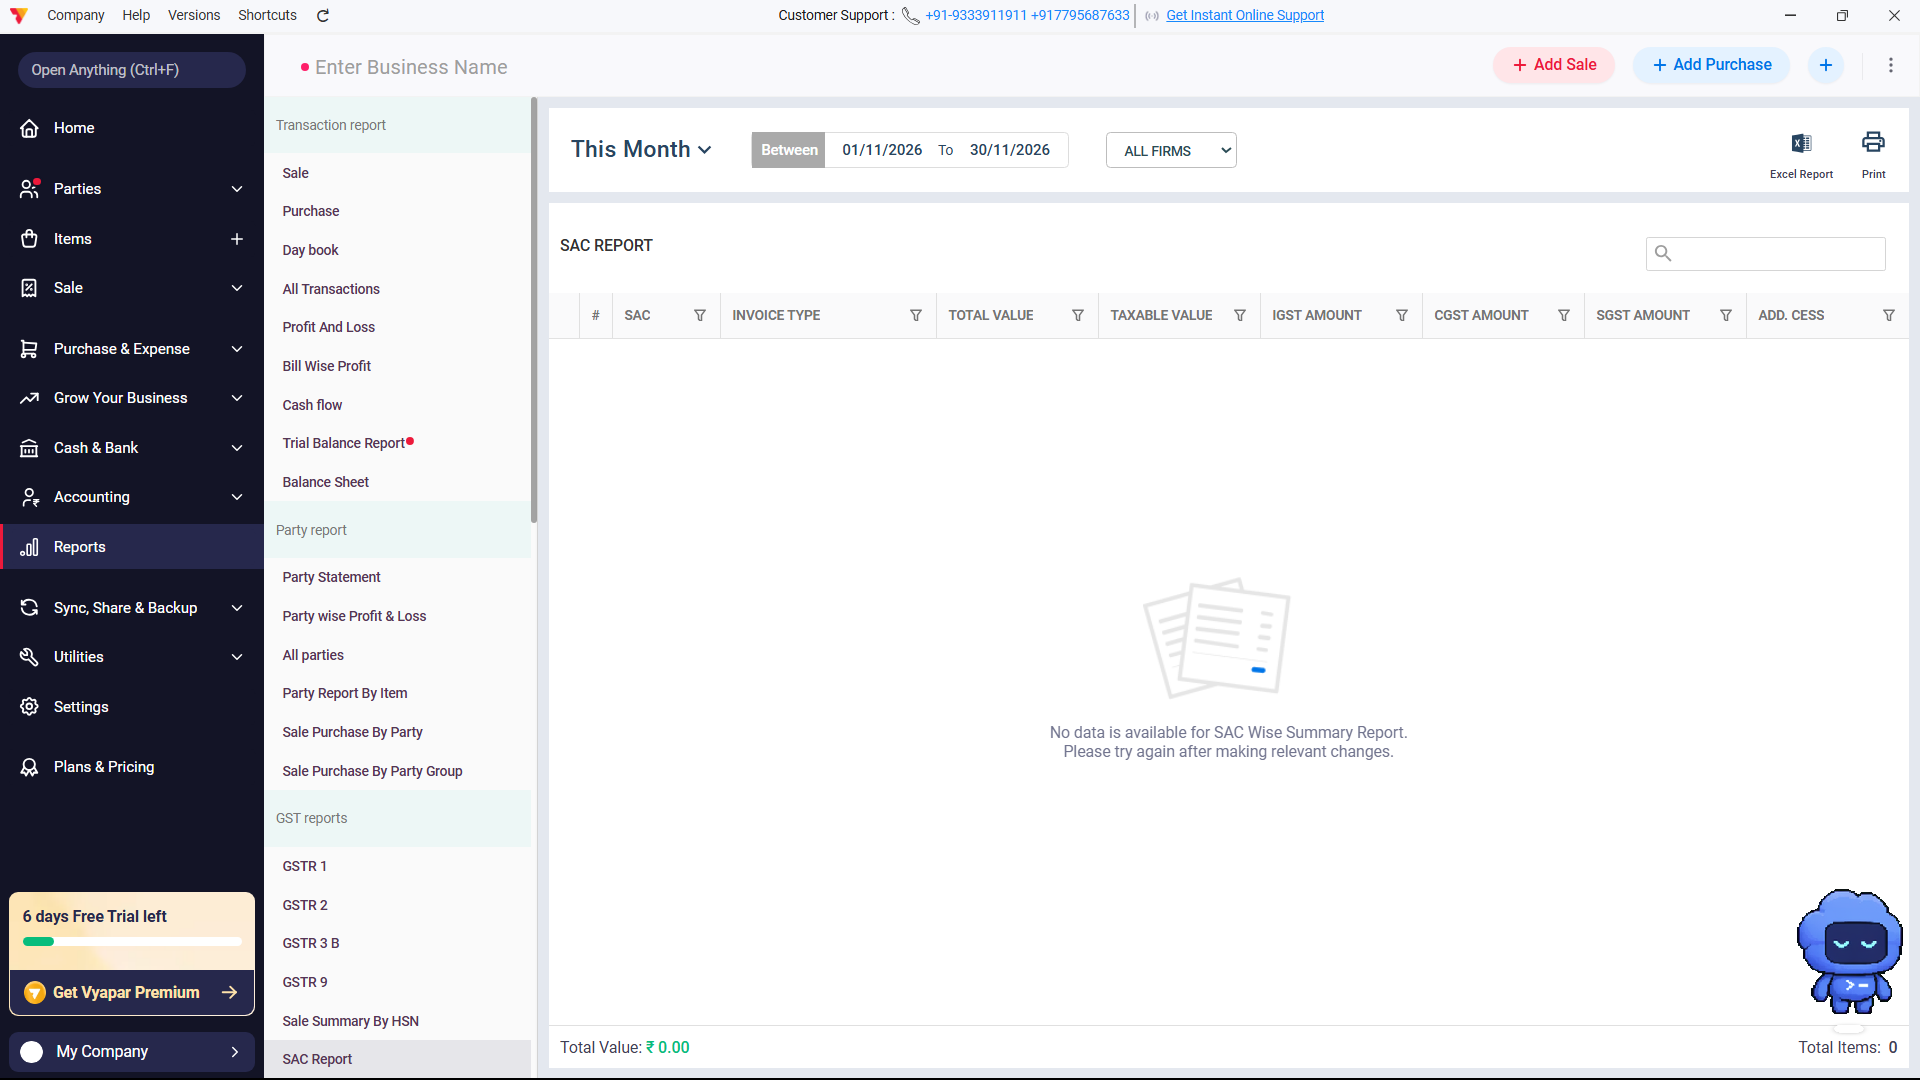 Company Help Versions Shortcuts
Customer Support : +91-9333911911 +917795687633 Get Instant Online Support
Open Anything (Ctrl+F)
Home
Parties
Items
Sale
Purchase & Expense
Grow Your Business
Cash & Bank
Accounting
Reports
Sync, Share & Backup
Utilities
Settings
Plans & Pricing
6 days Free Trial left
Get Vyapar Premium
My Company
Enter Business Name
+ Add Sale
+ Add Purchase
+
Transaction report
Sale
Purchase
Day book
All Transactions
Profit And Loss
Bill Wise Profit
Cash flow
Trial Balance Report
Balance Sheet
Party report
Party Statement
Party wise Profit & Loss
All parties
Party Report By Item
Sale Purchase By Party
Sale Purchase By Party Group
GST reports
GSTR 1
GSTR 2
GSTR 3 B
GSTR 9
Sale Summary By HSN
SAC Report
This Month
Between 01/11/2026 To 30/11/2026
ALL FIRMS
Excel Report
Print
SAC REPORT
# SAC INVOICE TYPE TOTAL VALUE TAXABLE VALUE IGST AMOUNT CGST AMOUNT SGST AMOUNT ADD. CESS
No data is available for SAC Wise Summary Report.
Please try again after making relevant changes.
Total Value: ₹ 0.00
Total Items: 0